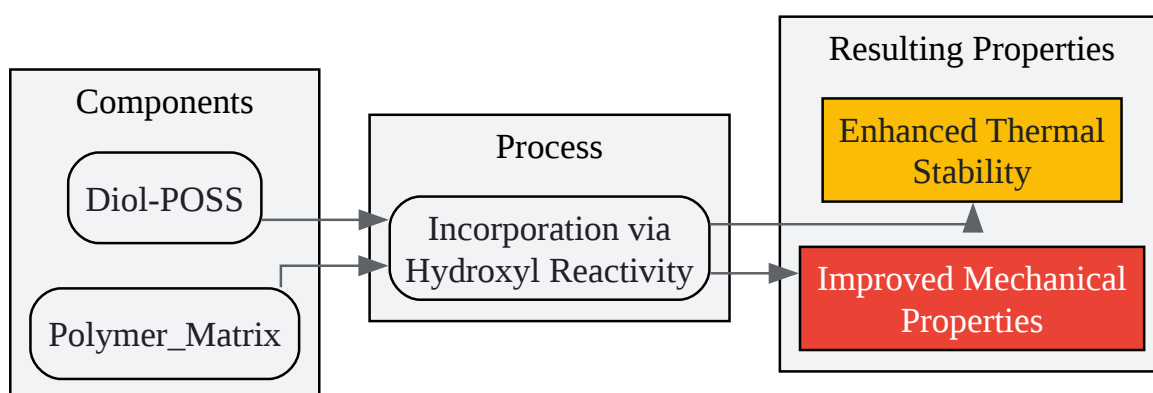 Components
Diol-POSS
Polymer_Matrix
Process
Incorporation via
Hydroxyl Reactivity
Resulting Properties
Enhanced Thermal
Stability
Improved Mechanical
Properties